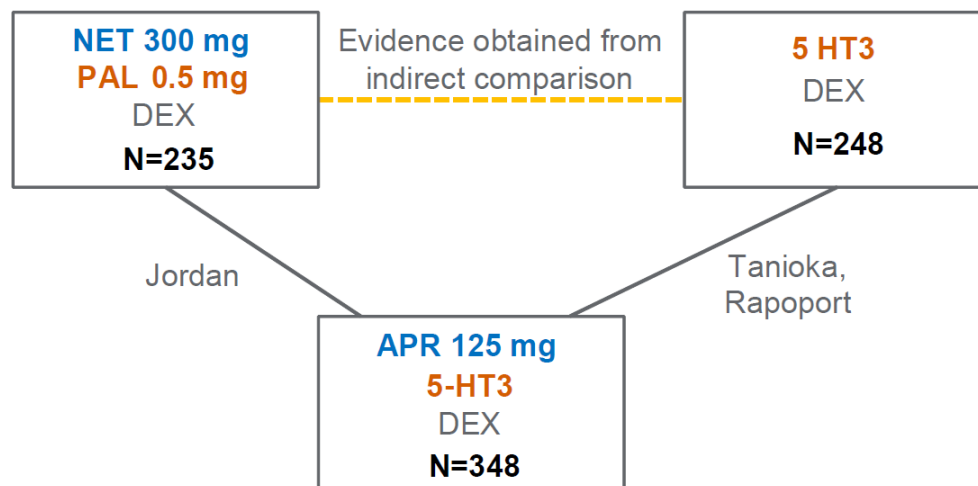 NET 300 mg
PAL 0.5 mg
DEX
N=235
Evidence obtained from
indirect comparison
5 HT3
DEX
N=248
Jordan
Tanioka,
Rapoport
APR 125 mg
5-HT3
DEX
N=348